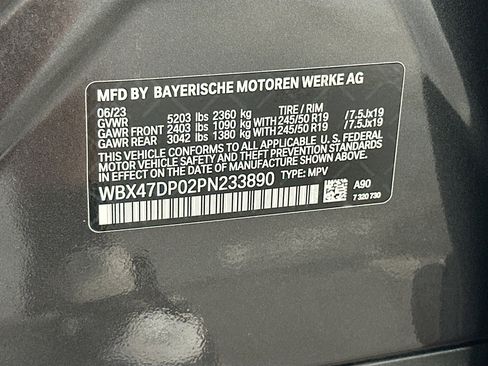 MFD BY BAYERISCHE MOTOREN WERKE AG
06/23 TIRE / RIM
GVWR 5203 lbs 2360 kg
GAWR FRONT 2403 lbs 1090 kg 245/50 R19 /7.5Jx19
GAWR REAR 3042 lbs 1380 kg 245/50 R19 /7.5Jx19
THIS VEHICLE CONFORMS TO ALL APPLICABLE U.S. FEDERAL
MOTOR VEHICLE SAFETY, BUMPER, AND THEFT PREVENTION STANDARDS
IN EFFECT ON THE DATE OF MANUFACTURE SHOWN ABOVE.
WBX47DP02PN233890 TYPE: MPV
A90
7 320 730